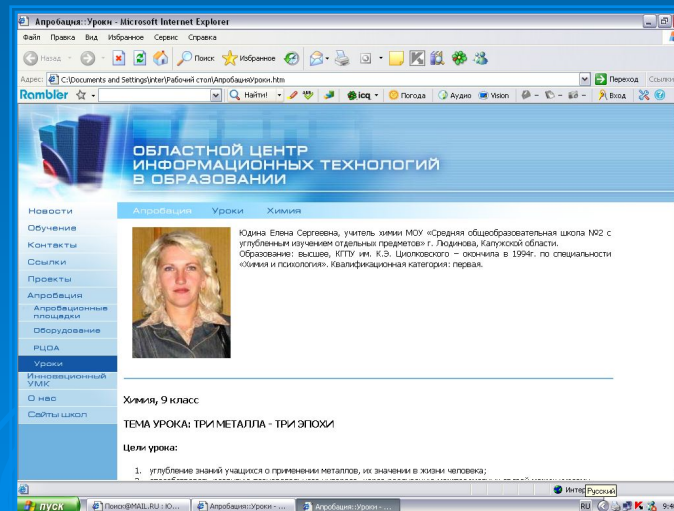 Апробация::Уроки - Microsoft Internet Explorer
Файл Правка Вид Избранное Сервис Справка
Назад Поиск Избранное
Адрес: C:\Documents and Settings\inter\Рабочий стол\Апробация\Уроки.htm Переход Ссылки
Rambler Найти! icq Погода Аудио Vision Вход
ОБЛАСТНОЙ ЦЕНТР
ИНФОРМАЦИОННЫХ ТЕХНОЛОГИЙ
В ОБРАЗОВАНИИ
Новости
Обучение
Контакты
Ссылки
Проекты
Апробация
Апробационные
площадки
Оборудование
РЦОА
Уроки
Инновационный
УМК
О нас
Сайты школ
Апробация Уроки Химия
Юдина Елена Сергеевна, учитель химии МОУ «Средняя общеобразовательная школа №2 с
углубленным изучением отдельных предметов» г. Людинова, Калужской области.
Образование: высшее, КГПУ им. К.Э. Циолковского – окончила в 1994г. по специальности
«Химия и психология». Квалификационная категория: первая.
Химия, 9 класс
ТЕМА УРОКА: ТРИ МЕТАЛЛА - ТРИ ЭПОХИ
Цели урока:
1. углубление знаний учащихся о применении металлов, их значении в жизни человека;
Интер Русский
пуск Поиск@MAIL.RU : Ю... Апробация::Уроки - ... Апробация::Уроки - ... RU 9:4